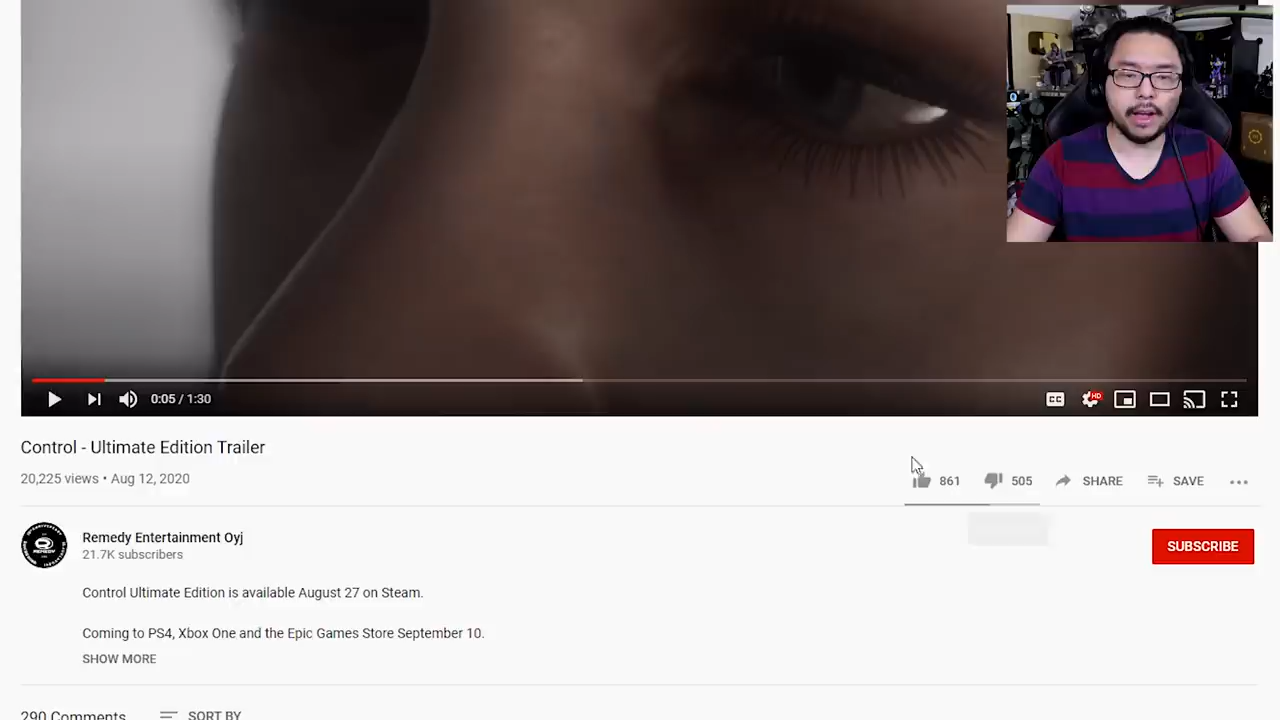 HD
0:05 / 1:30
Control - Ultimate Edition Trailer
20,225 views • Aug 12, 2020
861
505
SHARE
SAVE
Remedy Entertainment Oyj
21.7K subscribers
SUBSCRIBE
Control Ultimate Edition is available August 27 on Steam.
Coming to PS4, Xbox One and the Epic Games Store September 10.
SHOW MORE
290 Comments
SORT BY